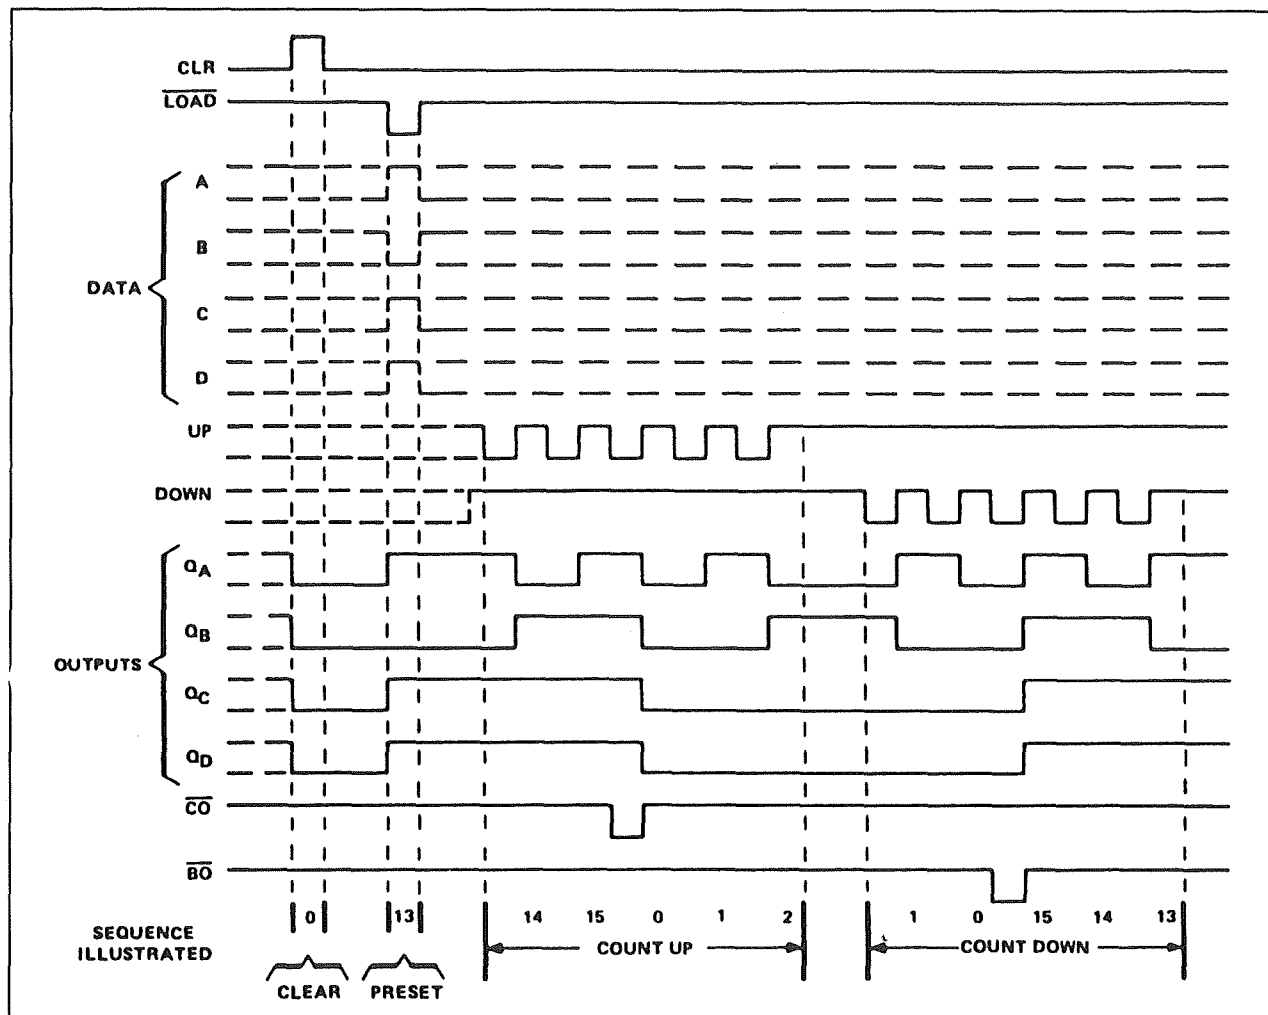 CLR
LOAD
A
B
DATA
C
D
UP
DOWN
QA
QB
OUTPUTS
QC
QD
CO
BO
SEQUENCE ILLUSTRATED
0 13 14 15 0 1 2 1 0 15 14 13
COUNT UP COUNT DOWN
CLEAR PRESET